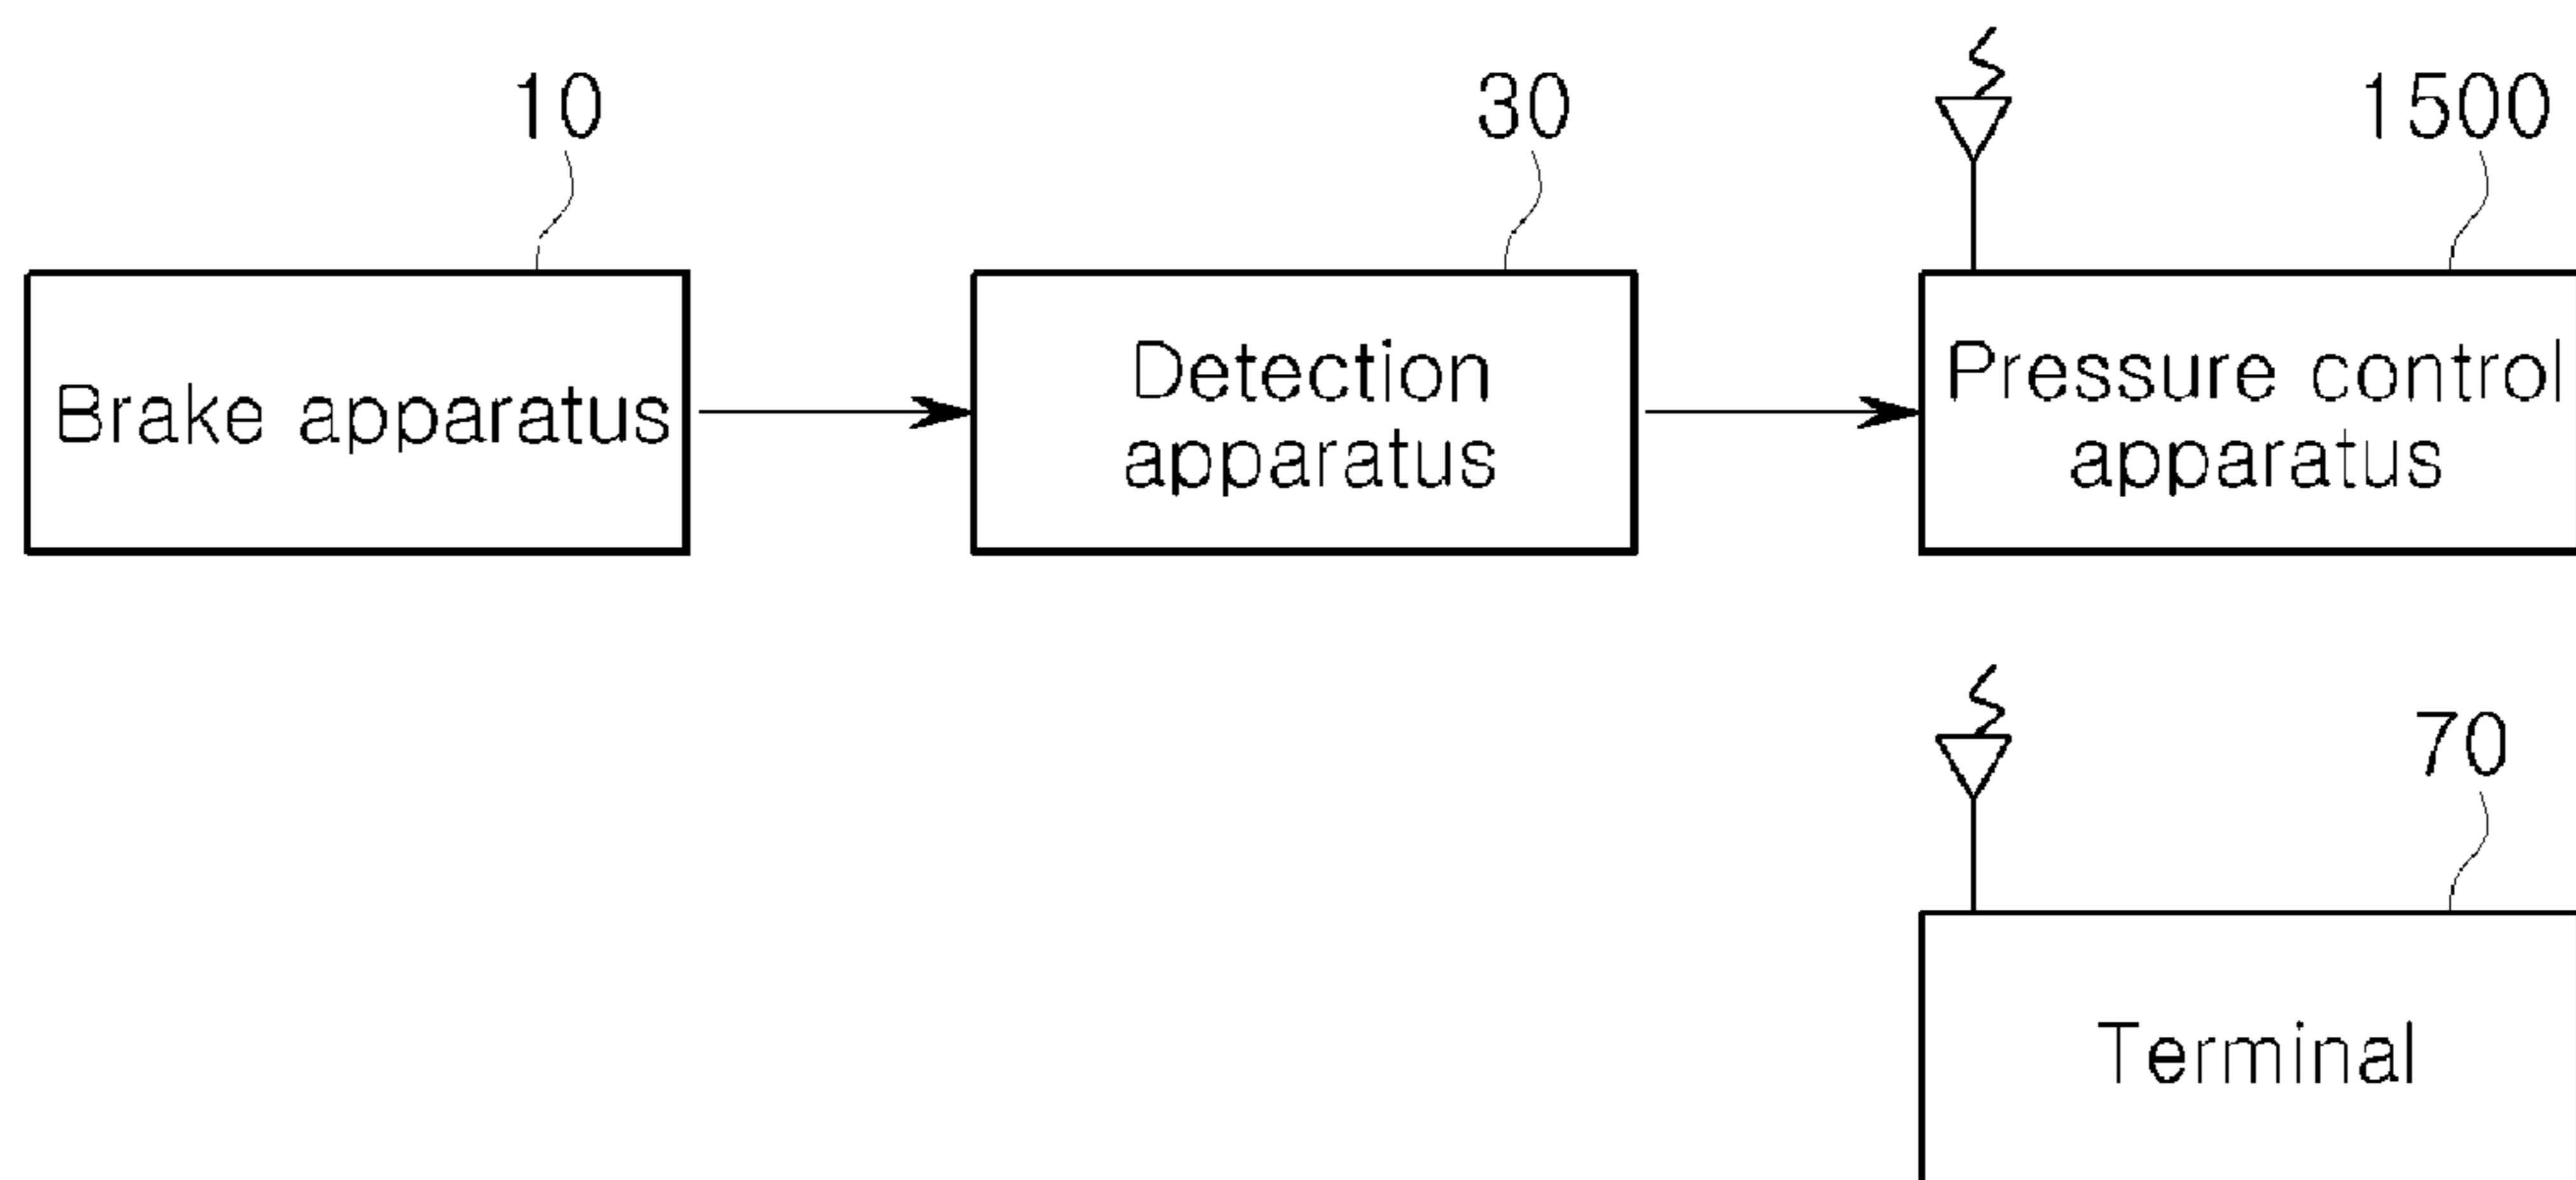 10
30
1500
Brake apparatus
Detection
apparatus
Pressure control
apparatus
70
Terminal